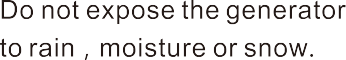 Do not expose the generator
to rain , moisture or snow.